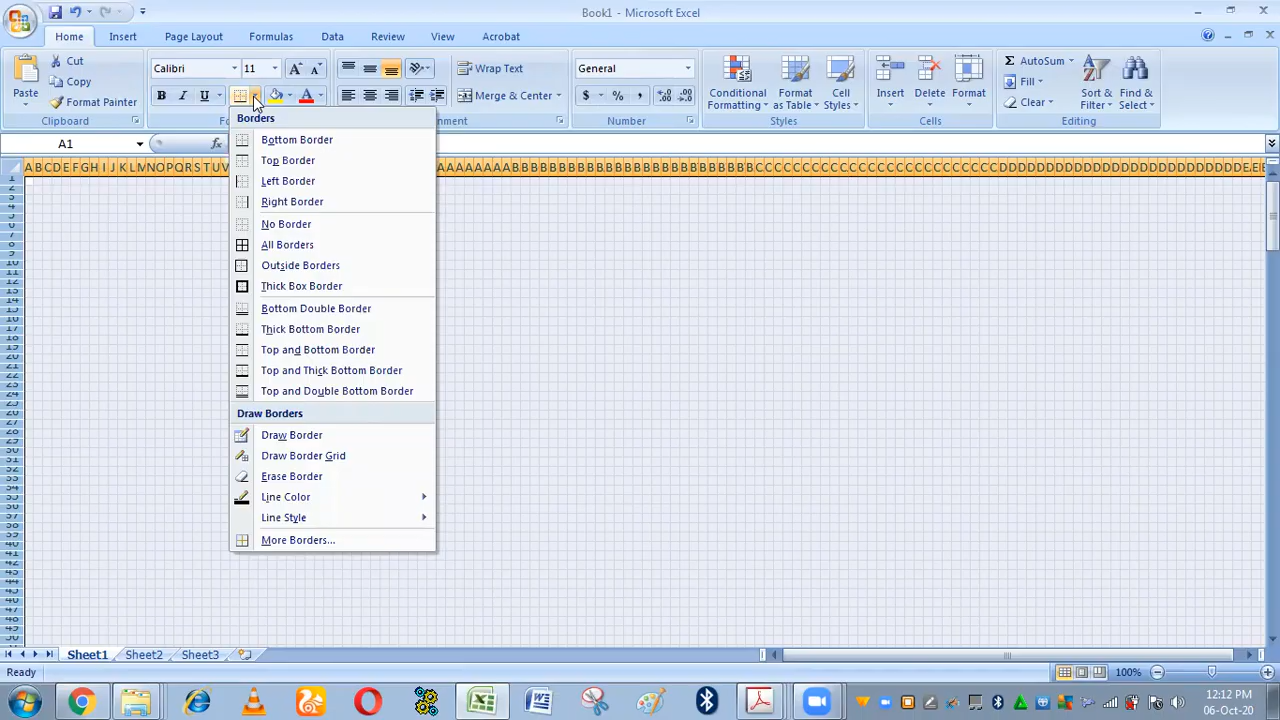 Book1 - Microsoft Excel
Home Insert Page Layout Formulas Data Review View Acrobat
Paste
Cut
Copy
Format Painter
Clipboard
Calibri 11
B I U
Wrap Text
Merge & Center
General
$ % ,
Number
Conditional Formatting
Format as Table
Cell Styles
Styles
Insert
Delete
Format
Cells
Σ AutoSum
Fill
Clear
Sort & Filter
Find & Select
Editing
A1 fx
Borders
Bottom Border
Top Border
Left Border
Right Border
No Border
All Borders
Outside Borders
Thick Box Border
Bottom Double Border
Thick Bottom Border
Top and Bottom Border
Top and Thick Bottom Border
Top and Double Bottom Border
Draw Borders
Draw Border
Draw Border Grid
Erase Border
Line Color
Line Style
More Borders...
Sheet1 Sheet2 Sheet3
Ready 100%
12:12 PM
06-Oct-20